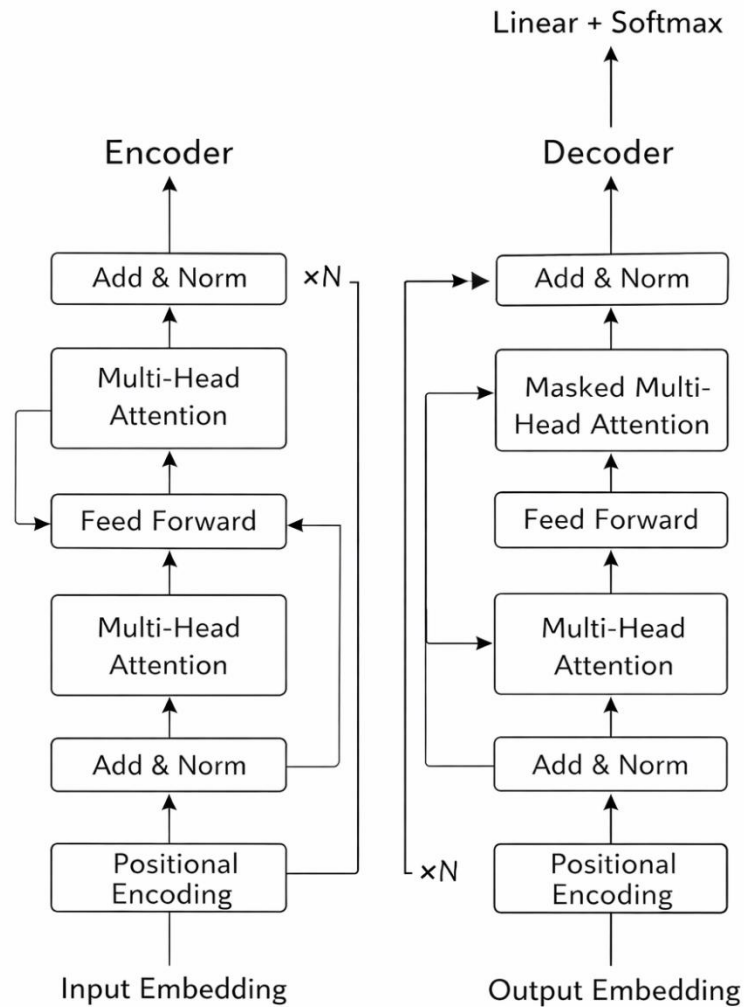 Linear + Softmax
Encoder
Add & Norm
×N
Multi-Head
Attention
Feed Forward
Multi-Head
Attention
Add & Norm
Positional
Encoding
Input Embedding
Decoder
Add & Norm
Masked Multi-
Head Attention
Feed Forward
Multi-Head
Attention
Add & Norm
×N
Positional
Encoding
Output Embedding